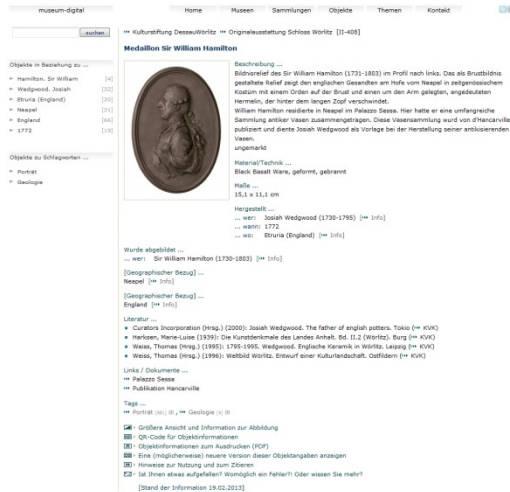 museum-digital
Home Museen Sammlungen Objekte Themen Kontakt
suchen
Objekte in Beziehung zu ...
Hamilton, Sir William [4]
Wedgwood, Josiah [32]
Etruria (England) [30]
Neapel [31]
England [66]
1772 [19]
Objekte zu Schlagworten ...
Porträt
Geologie
Kulturstiftung DessauWörlitz Originalausstattung Schloss Wörlitz [II-408]
Medaillon Sir William Hamilton
Beschreibung ...
Bildnisrelief des Sir William Hamilton (1731-1803) im Profil nach links. Das als Brustbildnis
gestaltete Relief zeigt den englischen Gesandten am Hofe vom Neapel in zeitgenössischem
Kostüm mit einem Orden auf der Brust und einen um den Arm gelegten, angedeuteten
Hermelin, der hinter dem langen Zopf verschwindet.
William Hamilton residierte in Neapel im Palazzo Sessa. Hier hatte er eine umfangreiche
Sammlung antiker Vasen zusammengetragen. Diese Vasensammlung wurd von d'Hancarville
publiziert und diente Josiah Wedgwood als Vorlage bei der Herstellung seiner antikisierenden
Vasen.
ungemarkt
Material/Technik ...
Black Basalt Ware, geformt, gebrannt
Maße ...
15,1 x 11,1 cm
Hergestellt ...
... wer: Josiah Wedgwood (1730-1795) [Info]
... wann: 1772
... wo: Etruria (England) [Info]
Wurde abgebildet ...
... wer: Sir William Hamilton (1730-1803) [Info]
[Geographischer Bezug] ...
Neapel [Info]
[Geographischer Bezug] ...
England [Info]
Literatur ...
Curators Incorporation (Hrsg.) (2000): Josiah Wedgwood. The father of english potters. Tokio (KVK)
Harksen, Marie-Luise (1939): Die Kunstdenkmale des Landes Anhalt. Bd. II.2 (Wörlitz). Burg (KVK)
Weiss, Thomas (Hrsg.) (1995): 1795-1995. Wedgwood. Englische Keramik in Wörlitz. Leipzig (KVK)
Weiss, Thomas (Hrsg.) (1996): Weltbild Wörlitz. Entwurf einer Kulturlandschaft. Ostfildern (KVK)
Links / Dokumente ...
Palazzo Sessa
Publikation Hancarville
Tags ...
Porträt , Geologie
Größere Ansicht und Information zur Abbildung
QR-Code für Objektinformationen
Objektinformationen zum Ausdrucken (PDF)
Eine (möglicherweise) neuere Version dieser Objektangaben anzeigen
Hinweise zur Nutzung und zum Zitieren
Ist Ihnen etwas aufgefallen? Womöglich ein Fehler?! Oder wissen Sie mehr?
[Stand der Information 19.02.2013]